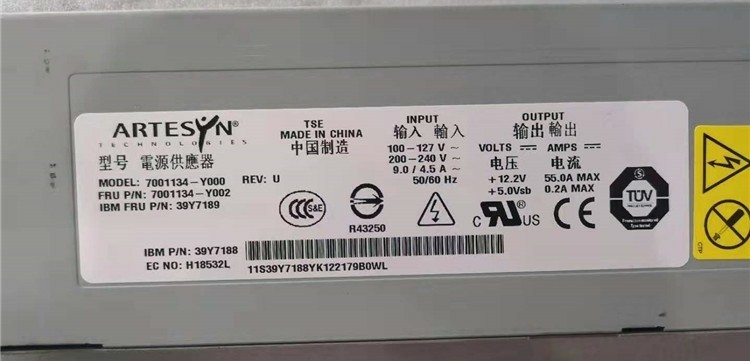 ARTESYN®
TECHNOLOGIES
型号 電源供應器
MODEL: 7001134-Y000 REV: U
FRU P/N: 7001134-Y002
IBM FRU P/N: 39Y7189
TSE
MADE IN CHINA
中国制造
INPUT
输入 輸入
100-127 V ~
200-240 V ~
9.0 / 4.5 A ~
50/60 Hz
OUTPUT
输出 輸出
VOLTS AMPS
电压 电流
+12.2V 55.0A MAX
+5.0Vsb 0.2A MAX
CCC S&E
R43250
c RU US
CE
TÜV
IBM P/N: 39Y7188
EC NO: H18532L
11S39Y7188YK122179B0WL